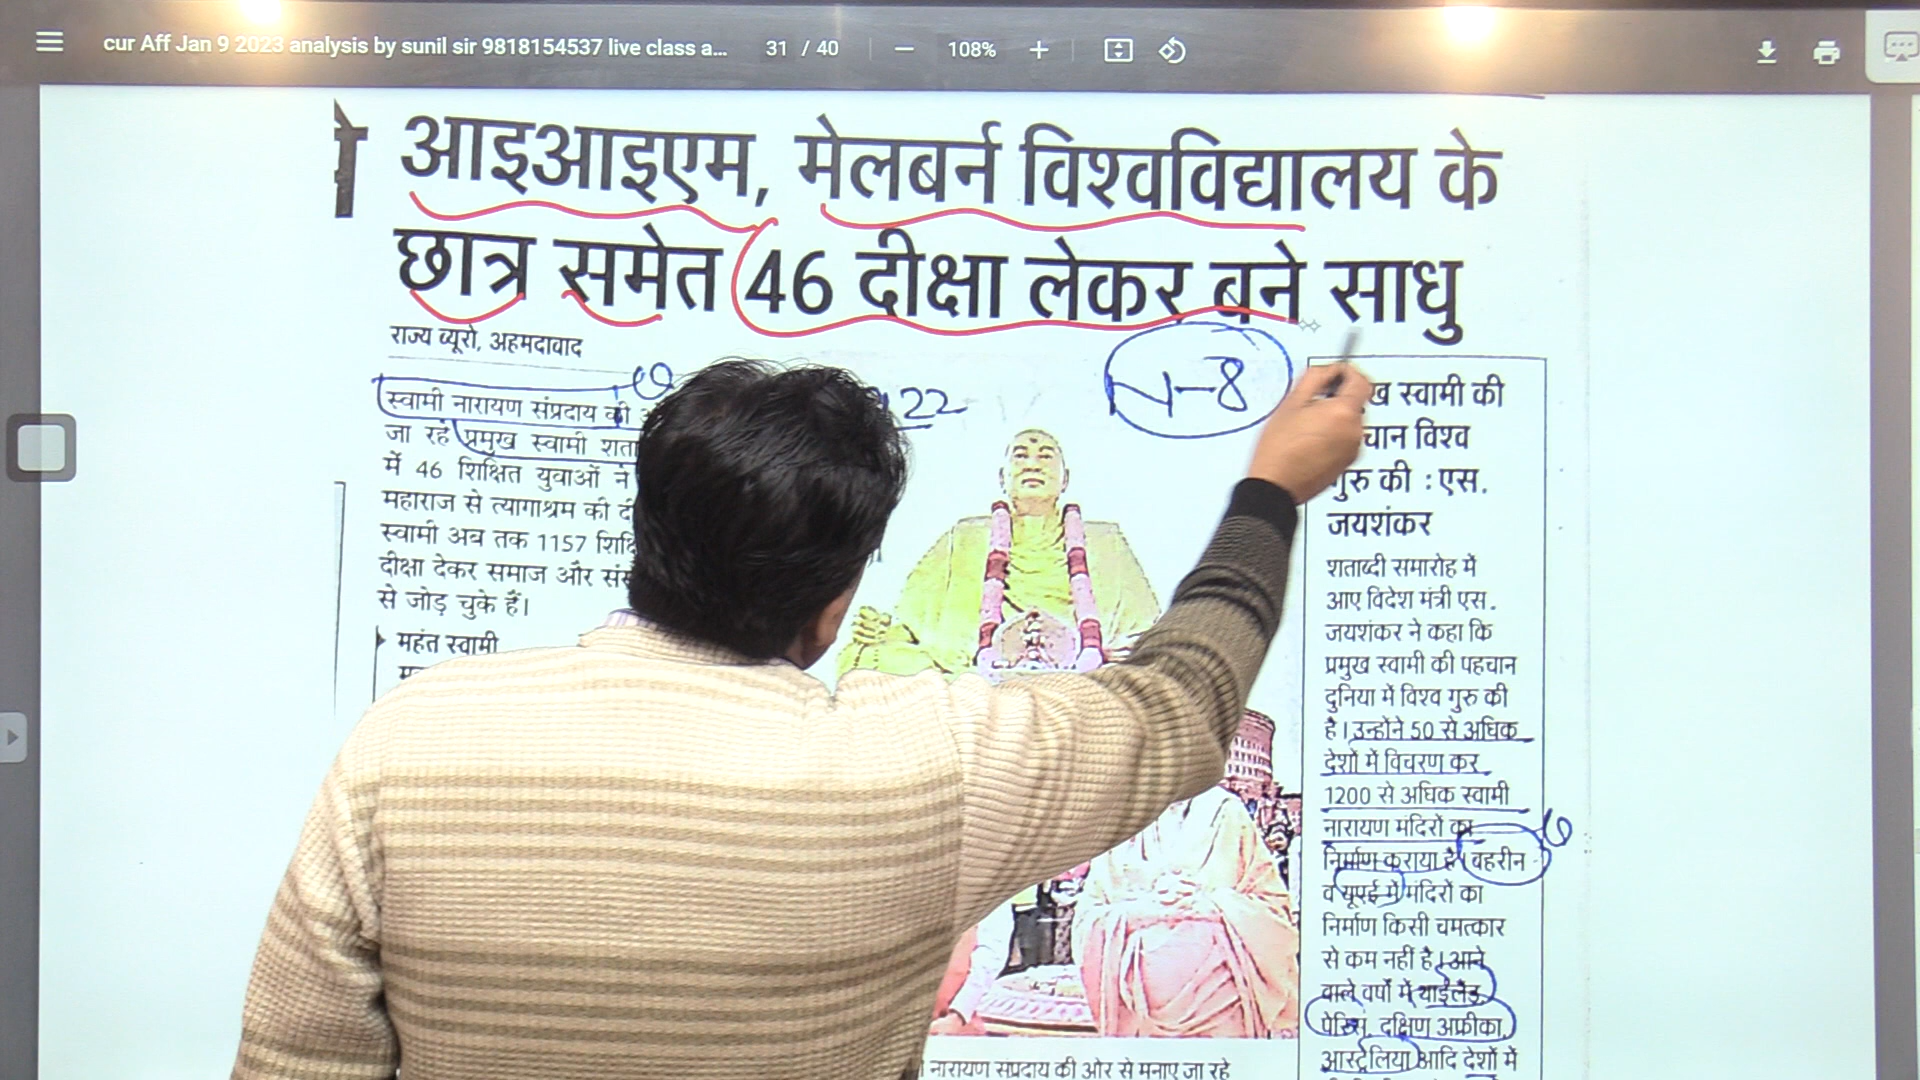 cur Aff Jan 9 2023 analysis by sunil sir 9818154537 live class a...
31 / 40
108%
आइआइएम, मेलबर्न विश्वविद्यालय के
छात्र समेत 46 दीक्षा लेकर बने साधु
राज्य ब्यूरो, अहमदाबाद
स्वामी नारायण संप्रदाय की
जा रहे प्रमुख स्वामी
में 46 शिक्षित युवाओं ने
महाराज से त्यागाश्रम की
स्वामी अब तक 1157
दीक्षा देकर समाज और
से जोड़ चुके हैं।
महंत स्वामी
22
N-8
स्वामी की
विश्व
गुरु की : एस.
जयशंकर
शताब्दी समारोह में
आए विदेश मंत्री एस.
जयशंकर ने कहा कि
प्रमुख स्वामी की पहचान
दुनिया में विश्व गुरु की
है। उन्होंने 50 से अधिक
देशों में विचरण कर
1200 से अधिक स्वामी
नारायण मंदिरों का
निर्माण कराया है। बहरीन
व यूएई में मंदिरों का
निर्माण किसी चमत्कार
से कम नहीं है। आने
वाले वर्षों में थाईलैंड,
पेरिस, दक्षिण अफ्रीका,
आस्ट्रेलिया आदि देशों में
नारायण संप्रदाय की ओर से मनाए जा रहे